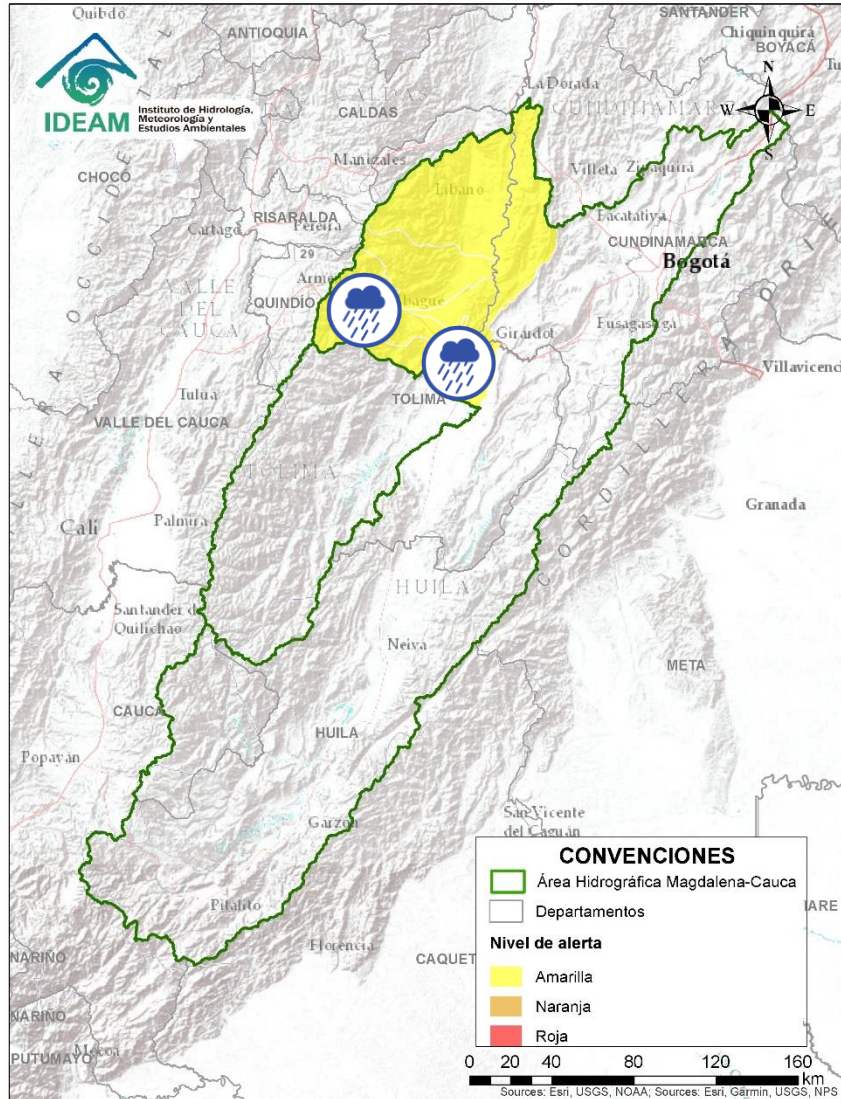 Quibdó
ANTIOQUIA
SANTANDER
Chiquinquirá
BOYACÁ
IDEAM
Instituto de Hidrología,
Meteorología y
Estudios Ambientales
La Dorada
CALDAS
N
W
E
S
Manizales
Líbano
Villeta
Zipaquirá
CHOCÓ
RISARALDA
Pereira
Cartago
Facatativá
CUNDINAMARCA
Bogotá
29
QUINDÍO
VALLE
DEL
CAUCA
Girardot
Fusagasugá
Tuluá
TOLIMA
VALLE DEL CAUCA
TOLIMA
Granada
Cali
Palmira
CORDILLERA
HUILA
Santander de
Quilichao
Neiva
META
CAUCA
HUILA
Popayán
San Vicente
del Caguán
Garzón
Pitalito
Florencia
NARIÑO
NARIÑO
PUTUMAYO
Mocoa
CONVENCIONES
Área Hidrográfica Magdalena-Cauca
Departamentos
Nivel de alerta
Amarilla
Naranja
Roja
0 20 40 80 120 160
km
Sources: Esri, USGS, NOAA; Sources: Esri, Garmin, USGS, NPS